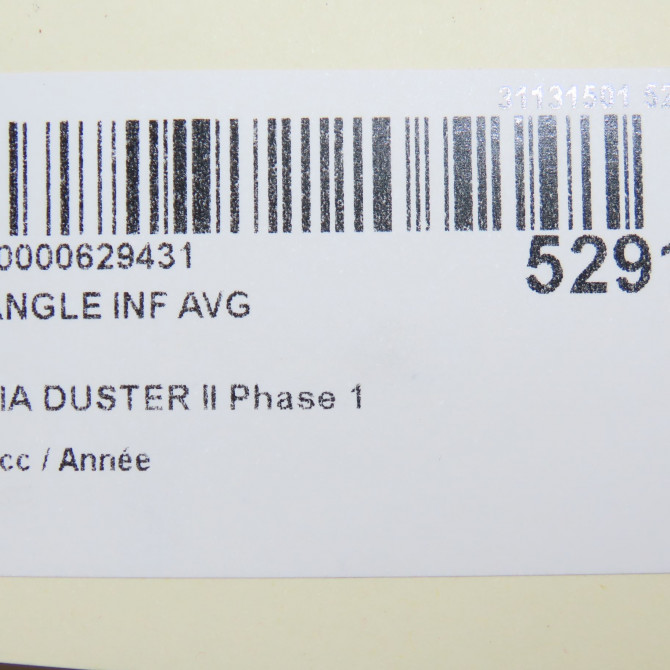 31131501 52
0000629431
5291
ANGLE INF AVG
IA DUSTER II Phase 1
cc / Année